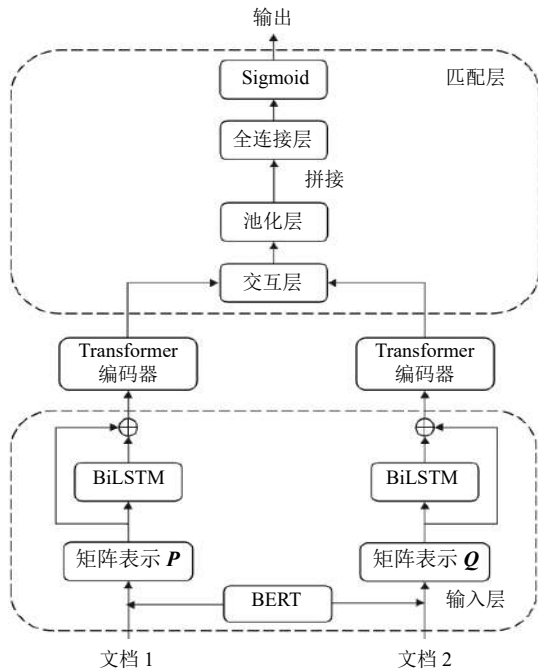 输出
Sigmoid
匹配层
全连接层
拼接
池化层
交互层
Transformer
编码器
Transformer
编码器
BiLSTM
BiLSTM
矩阵表示 P
矩阵表示 Q
BERT
输入层
文档 1
文档 2